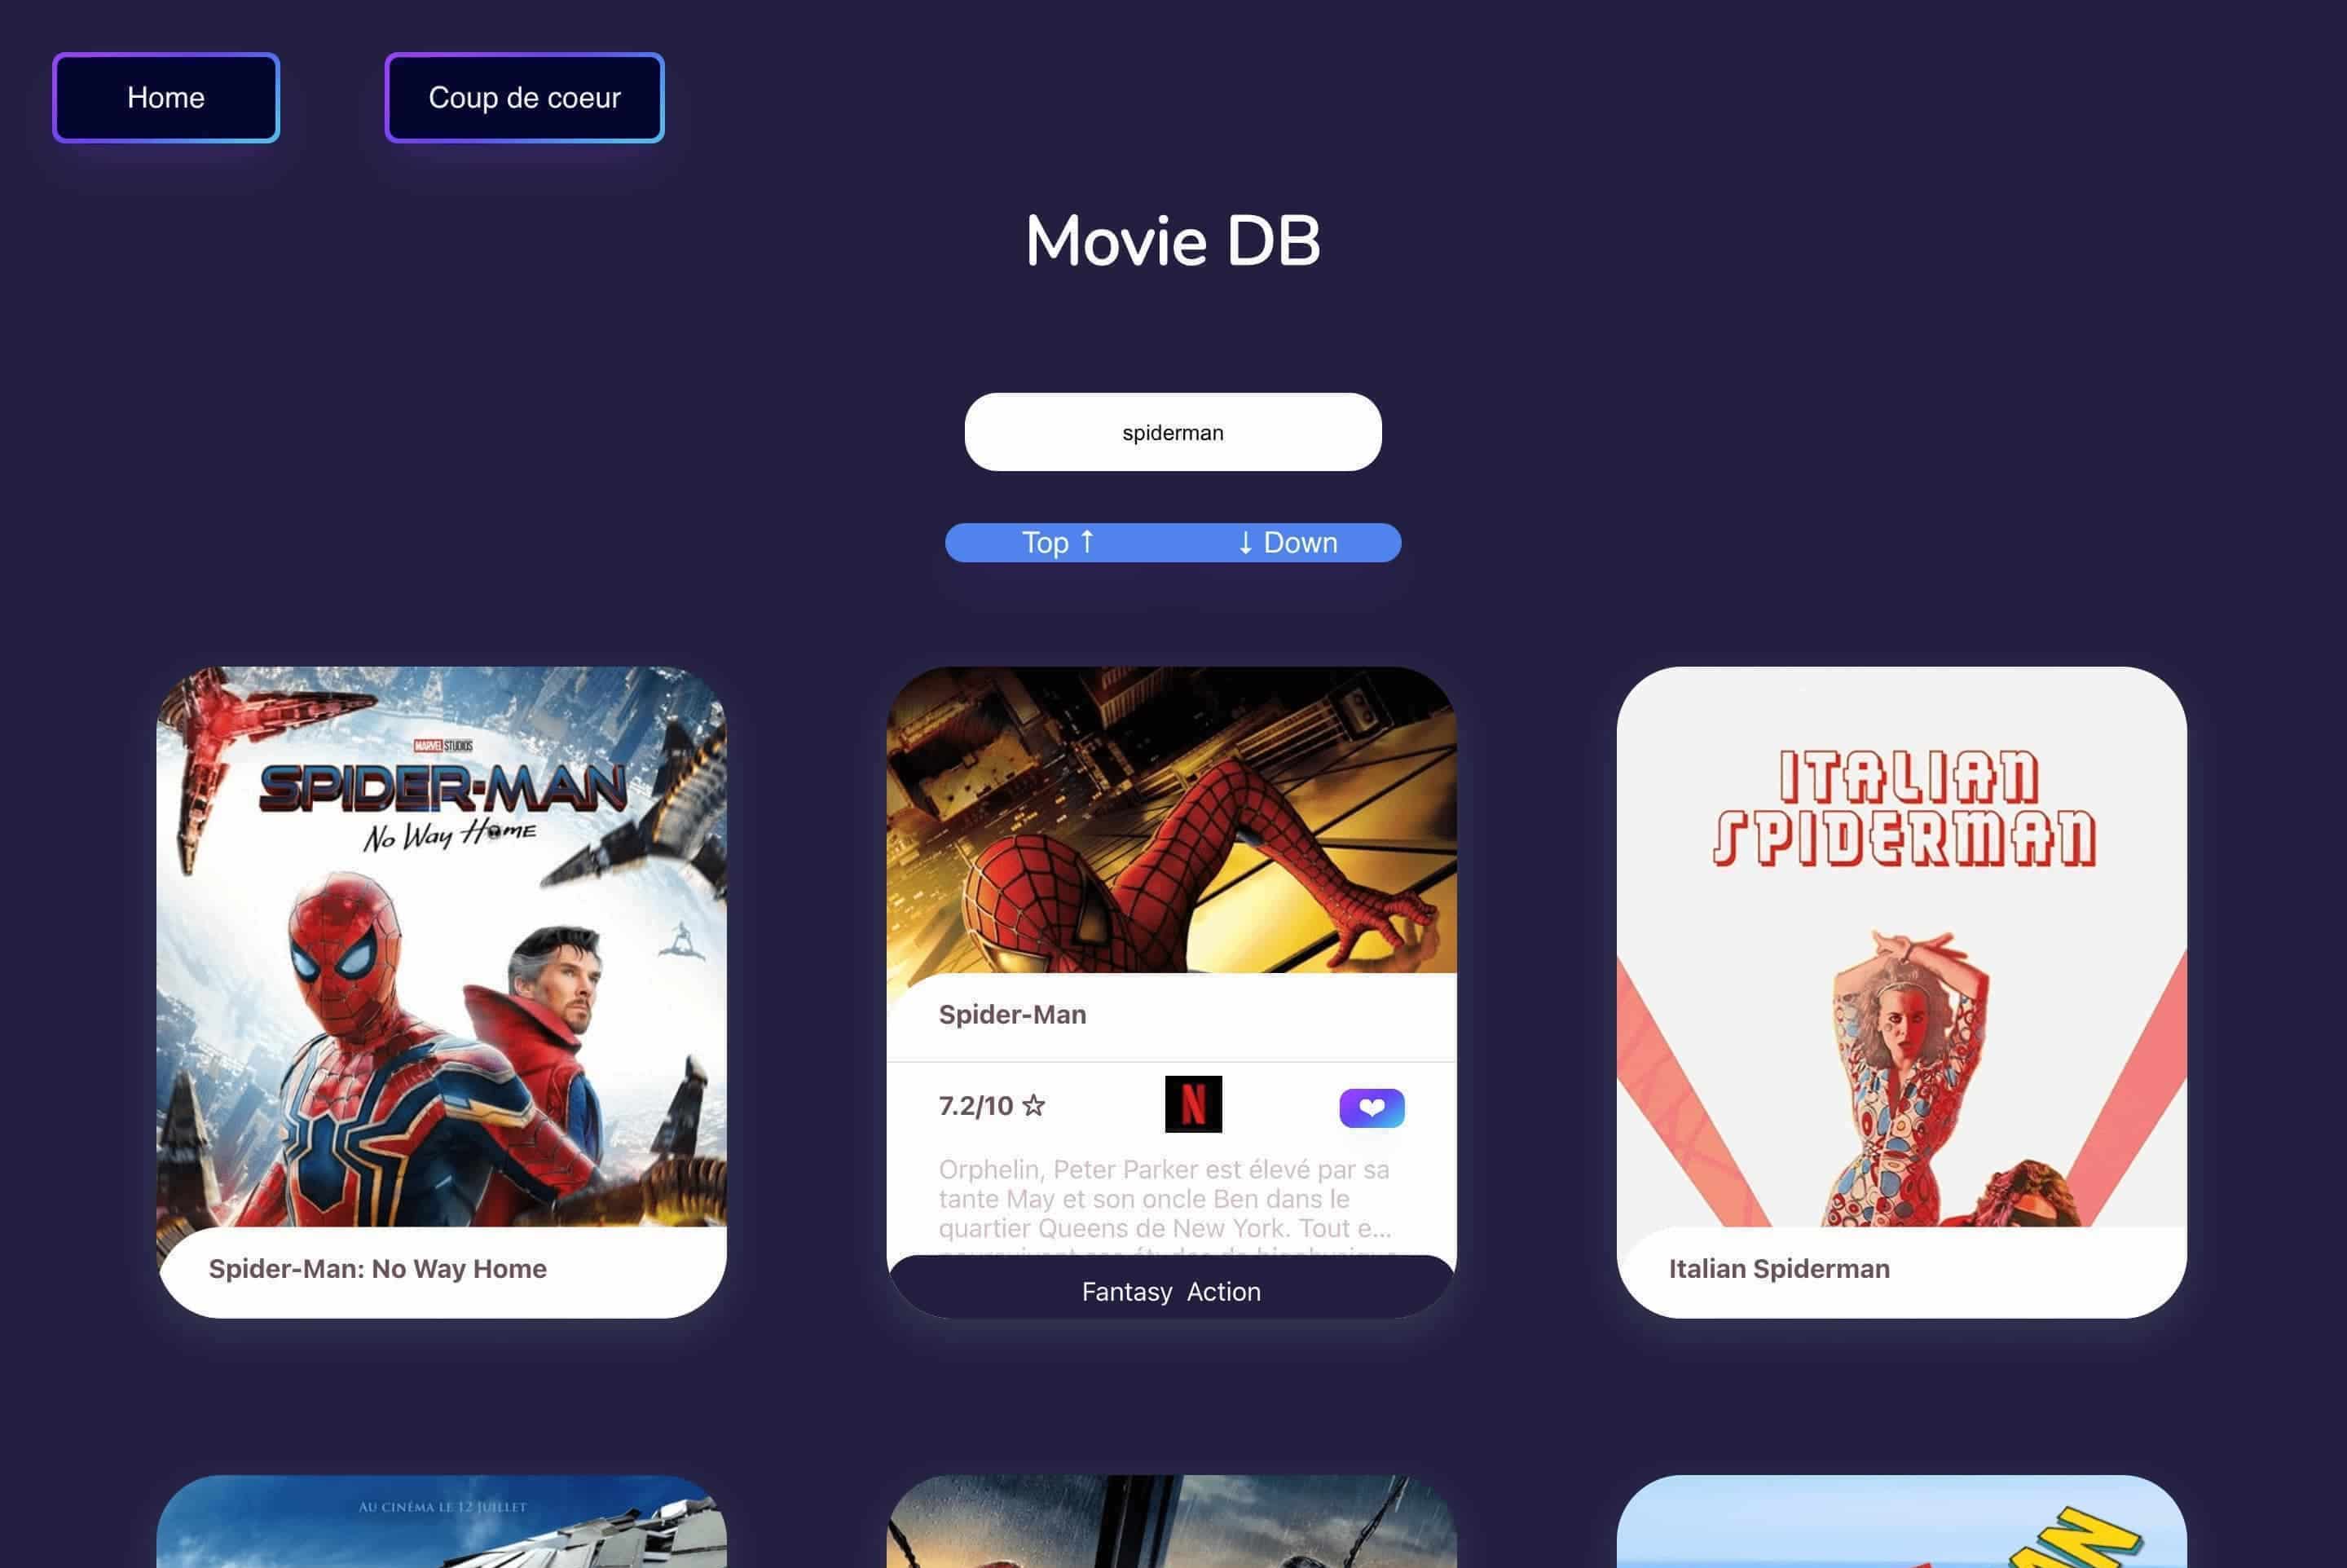 Home
Coup de coeur
Movie DB
spiderman
Top ↑
↓ Down
MARVEL STUDIOS
SPIDER-MAN
No Way Home
Spider-Man: No Way Home
Spider-Man
7.2/10 ☆
N
❤
Orphelin, Peter Parker est élevé par sa
tante May et son oncle Ben dans le
quartier Queens de New York. Tout e...
Fantasy Action
ITALIAN
SPIDERMAN
Italian Spiderman
AU CINÉMA LE 12 JUILLET
AN